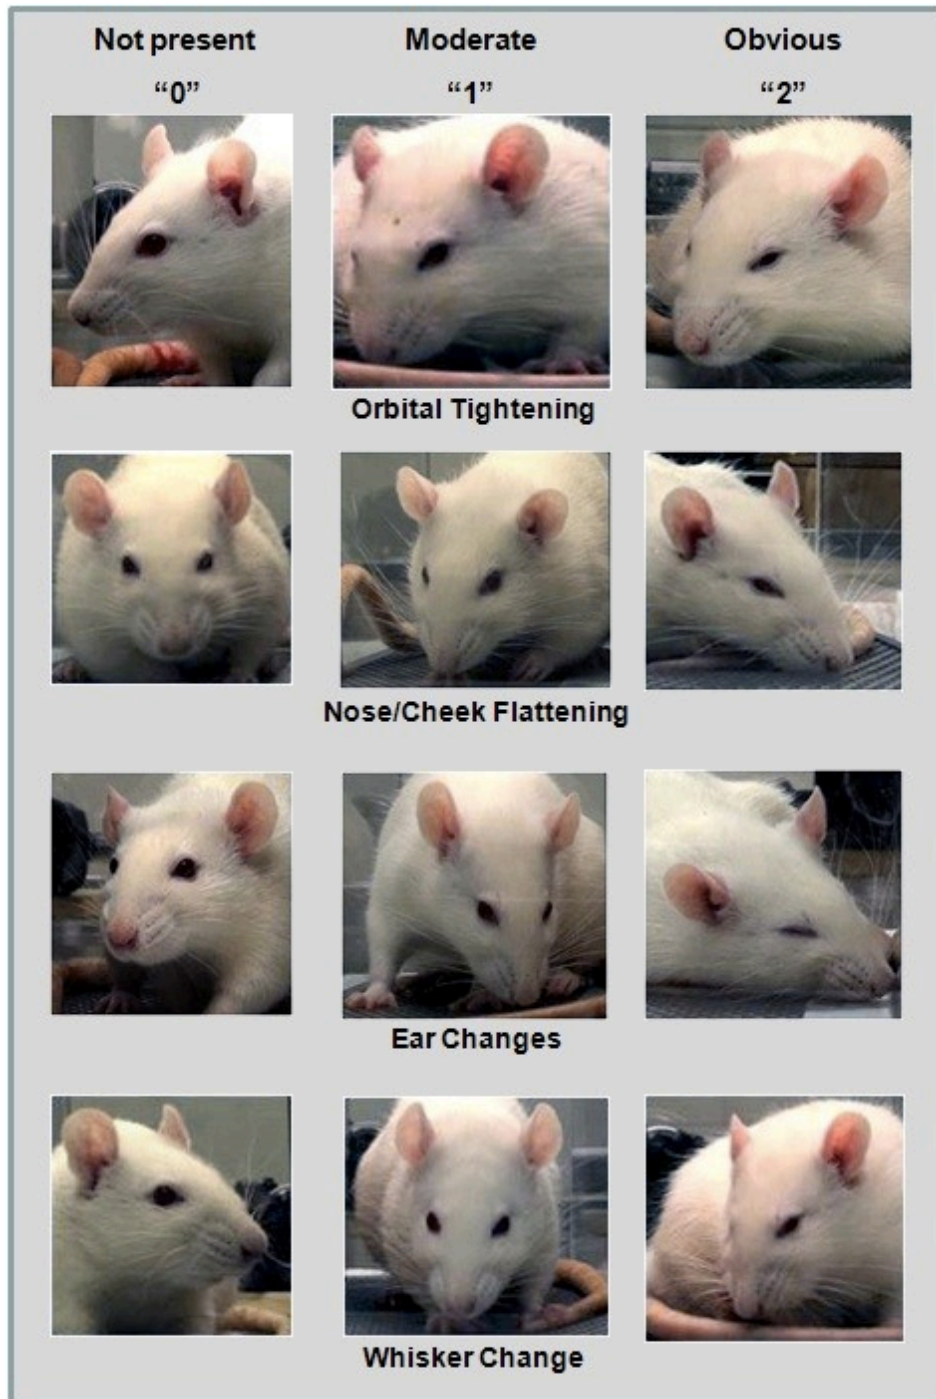 Not present Moderate Obvious
“0” “1” “2”
Orbital Tightening
Nose/Cheek Flattening
Ear Changes
Whisker Change